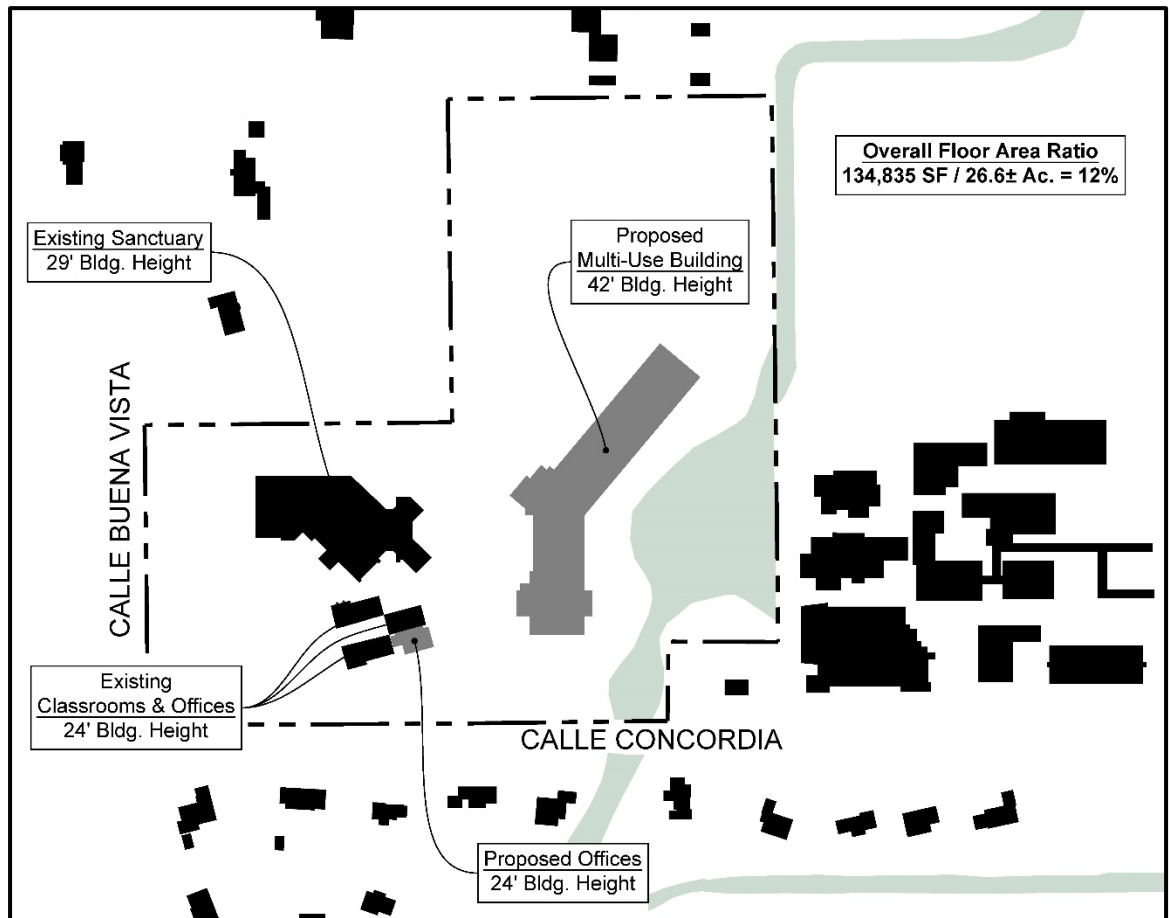 Overall Floor Area Ratio
134,835 SF / 26.6± Ac. = 12%
Existing Sanctuary
29' Bldg. Height
Proposed
Multi-Use Building
42' Bldg. Height
CALLE BUENA VISTA
Existing
Classrooms & Offices
24' Bldg. Height
CALLE CONCORDIA
Proposed Offices
24' Bldg. Height